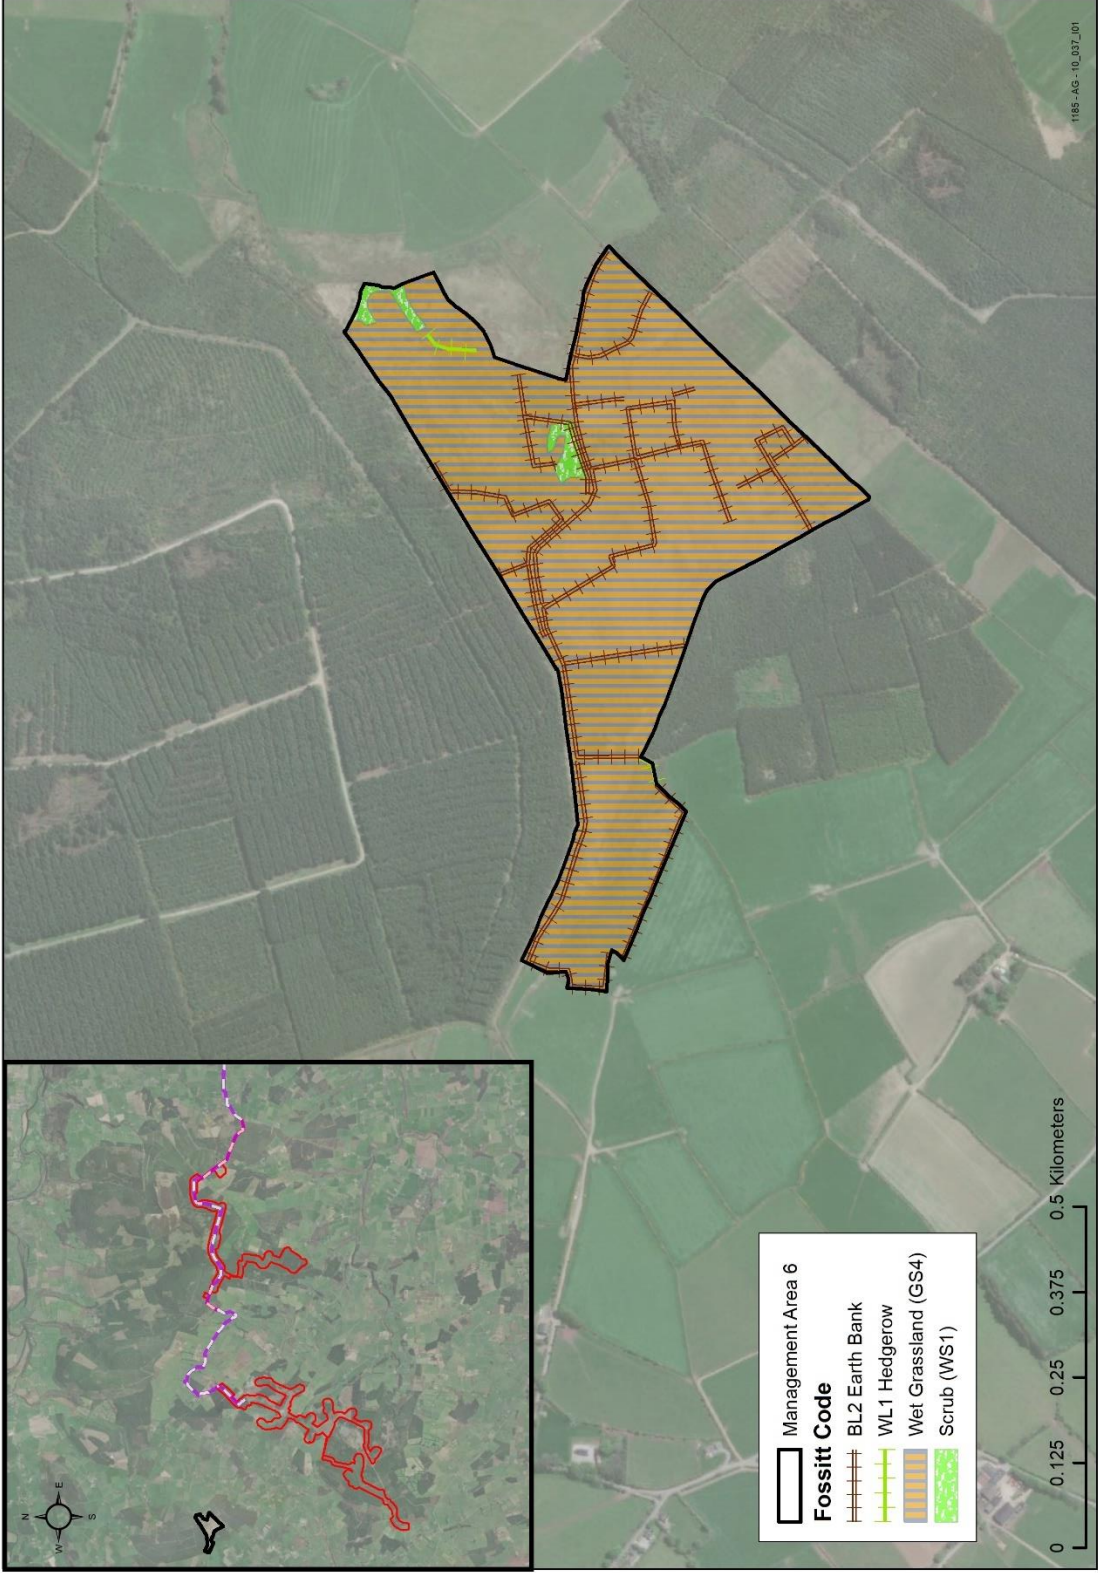 N
W
E
S
Management Area 6
Fossitt Code
BL2 Earth Bank
WL1 Hedgerow
Wet Grassland (GS4)
Scrub (WS1)
0 0.125 0.25 0.375 0.5 Kilometers
1185 - AG - 10_037_I01